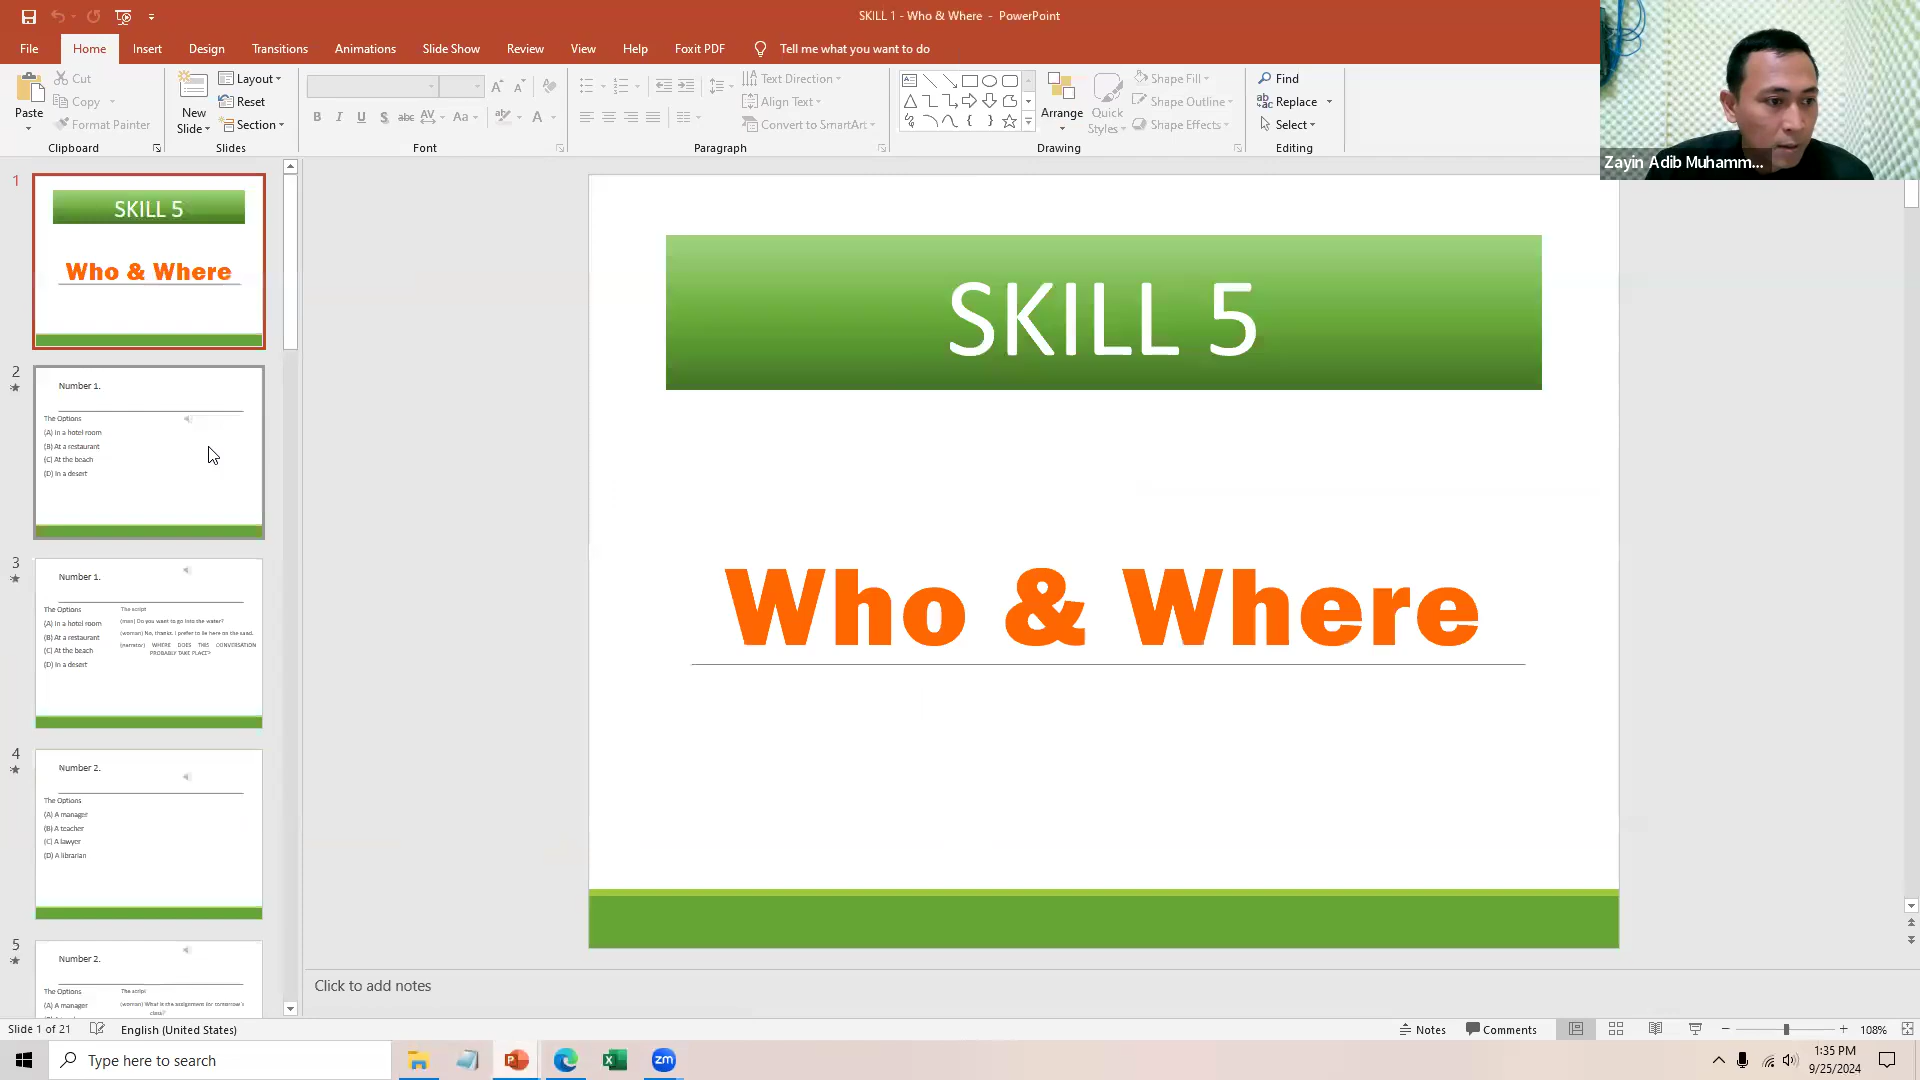 SKILL 1 - Who & Where - PowerPoint
File Home Insert Design Transitions Animations Slide Show Review View Help Foxit PDF Tell me what you want to do
Paste
Cut
Copy
Format Painter
Clipboard
New Slide
Layout
Reset
Section
Slides
B I U S abc AV Aa A
Font
Text Direction
Align Text
Convert to SmartArt
Paragraph
Arrange
Quick Styles
Shape Fill
Shape Outline
Shape Effects
Drawing
Find
Replace
Select
Editing
Zayin Adib Muhamm...
1
SKILL 5
Who & Where
2
Number 1.
The Options
(A) In a hotel room
(B) At a restaurant
(C) At the beach
(D) In a desert
3
Number 1.
The Options
(A) In a hotel room
(B) At a restaurant
(C) At the beach
(D) In a desert
The script
(man) Do you want to go into the water?
(woman) No, thanks. I prefer to lie here on the sand.
(narrator) WHERE DOES THIS CONVERSATION
PROBABLY TAKE PLACE?
4
Number 2.
The Options
(A) A manager
(B) A teacher
(C) A lawyer
(D) A librarian
5
Number 2.
The Options
(A) A manager
The script
(woman) What is the assignment for tomorrow's
class?
SKILL 5
Who & Where
Click to add notes
Slide 1 of 21 English (United States) Notes Comments 108%
Type here to search
zm
1:35 PM
9/25/2024